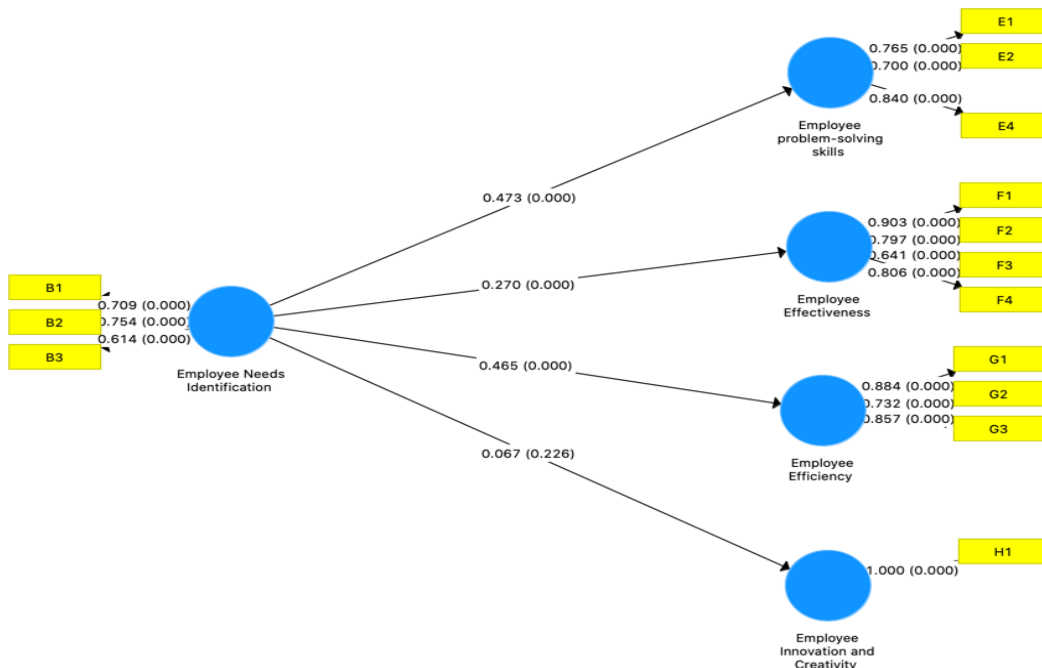 E1
0.765 (0.000)
E2
0.700 (0.000)
0.840 (0.000)
E4
Employee
problem-solving
skills
0.473 (0.000)
F1
0.903 (0.000)
F2
0.797 (0.000)
0.641 (0.000)
F3
0.806 (0.000)
F4
Employee
Effectiveness
0.270 (0.000)
B1
0.709 (0.000)
B2
0.754 (0.000)
0.614 (0.000)
B3
Employee Needs
Identification
0.465 (0.000)
G1
0.884 (0.000)
G2
0.732 (0.000)
0.857 (0.000)
G3
Employee
Efficiency
0.067 (0.226)
H1
1.000 (0.000)
Employee
Innovation and
Creativity